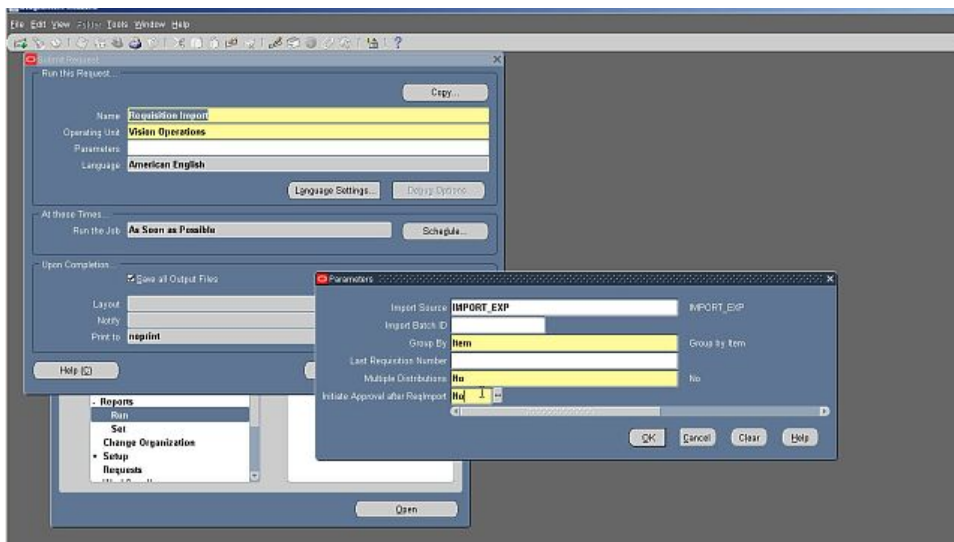 File Edit View Folder Tools Window Help
Submit Request
Run this Request...
Copy...
Name Requisition Import
Operating Unit Vision Operations
Parameters
Language American English
Language Settings...
Debug Options
At these Times...
Run the Job As Soon as Possible
Schedule...
Upon Completion...
Save all Output Files
Layout
Notify
Print to noprint
Help (C)
Parameters
Import Source IMPORT_EXP IMPORT_EXP
Import Batch ID
Group By Item Group by Item
Last Requisition Number
Multiple Distributions No No
Initiate Approval after ReqImport No
OK Cancel Clear Help
- Reports
Run
Set
Change Organization
+ Setup
Requests
Open